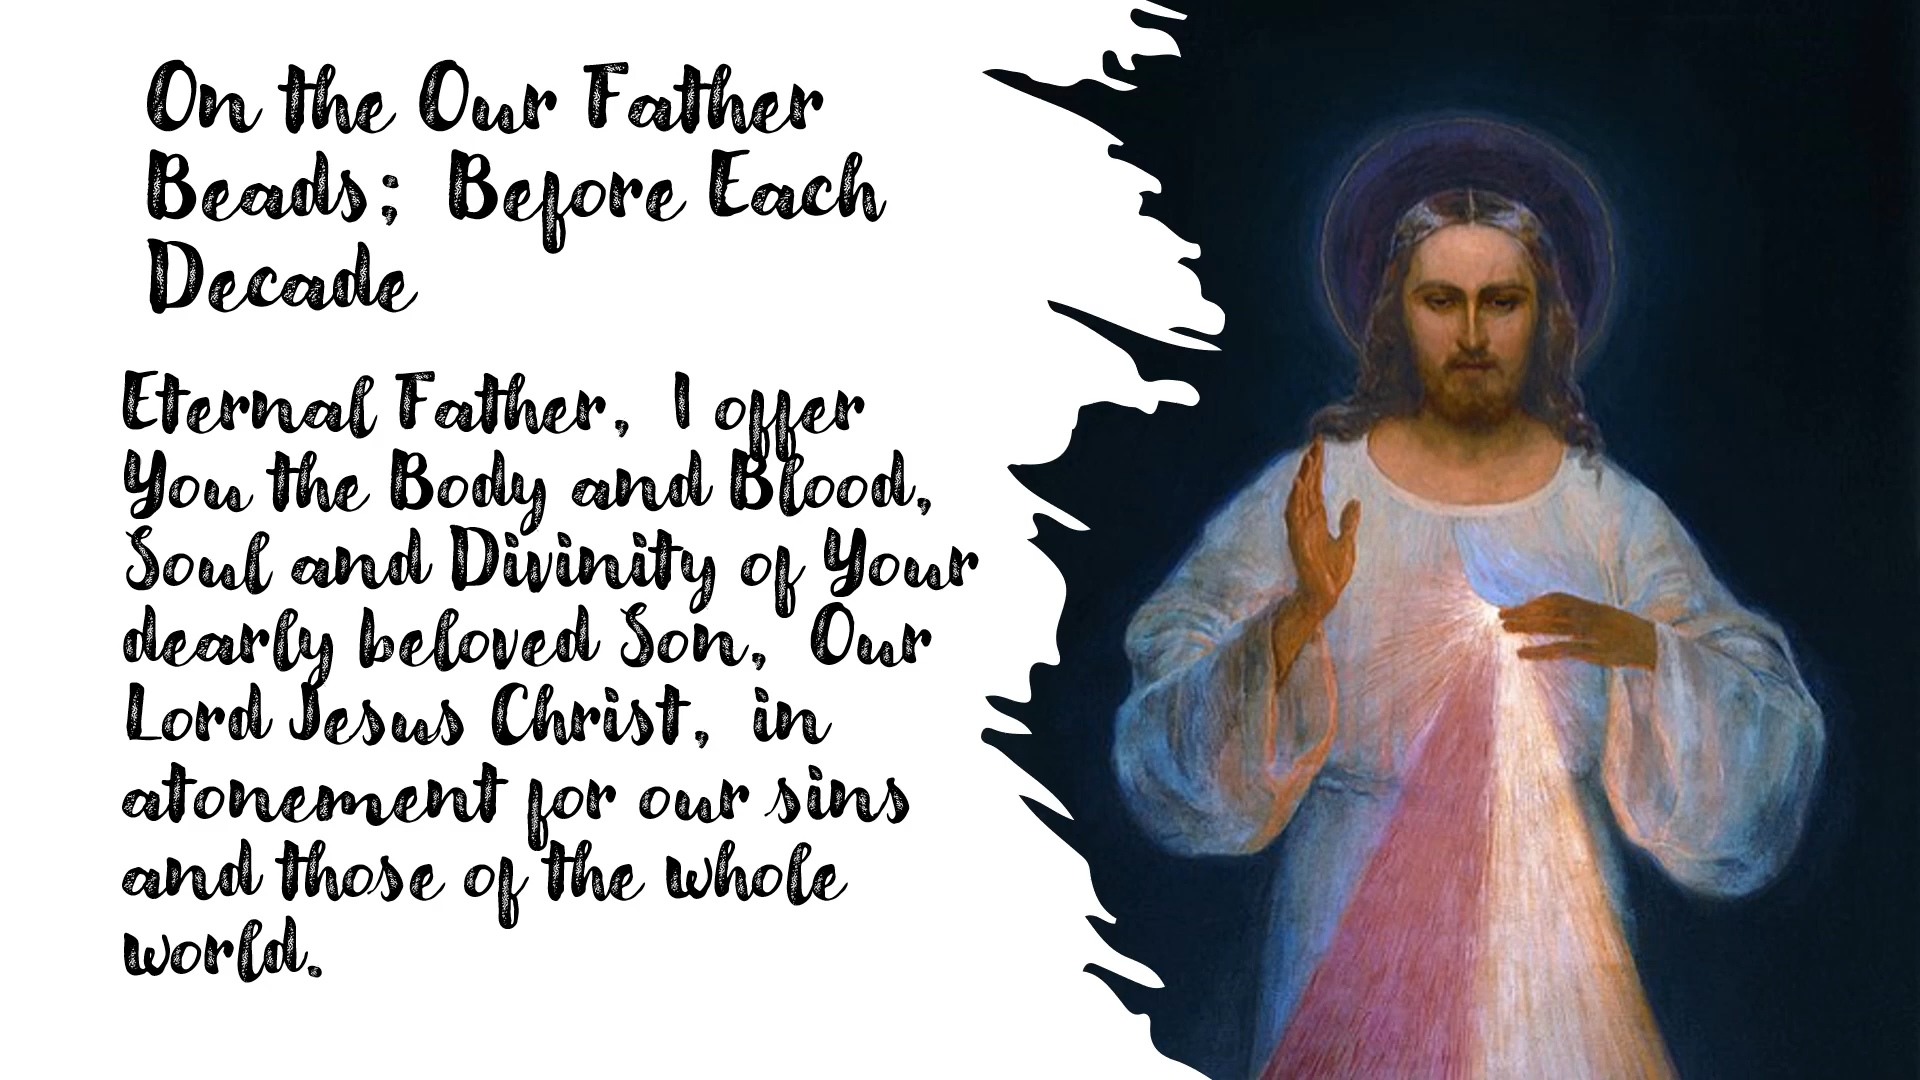 On the Our Father
Beads; Before Each
Decade
Eternal Father, I offer
You the Body and Blood,
Soul and Divinity of Your
dearly beloved Son, Our
Lord Jesus Christ, in
atonement for our sins
and those of the whole
world.